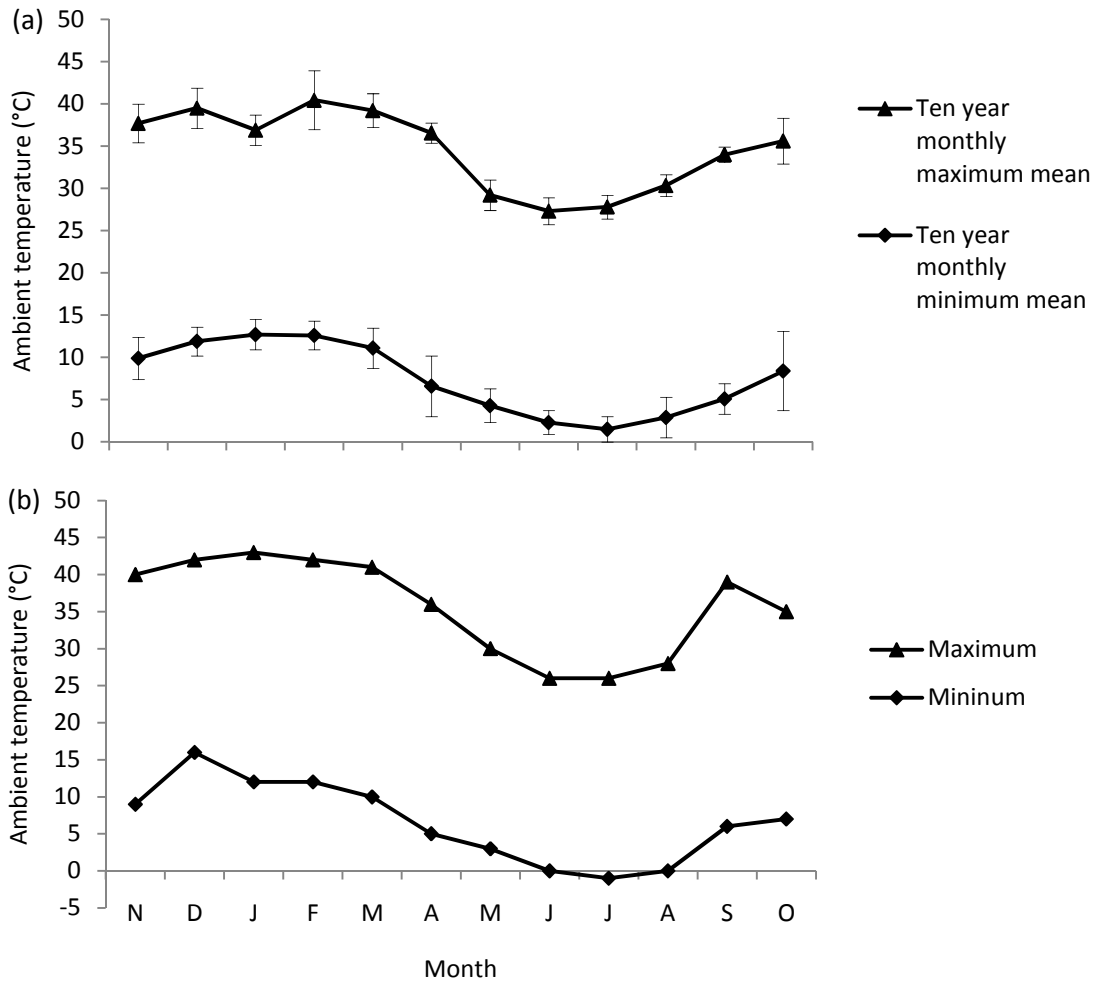 (a)
50
45
40
35
30
25
20
15
10
5
0
Ambient temperature (°C)
Ten year
monthly
maximum mean
Ten year
monthly
minimum mean
(b)
50
45
40
35
30
25
20
15
10
5
0
-5
Ambient temperature (°C)
Maximum
Mininum
N D J F M A M J J A S O
Month